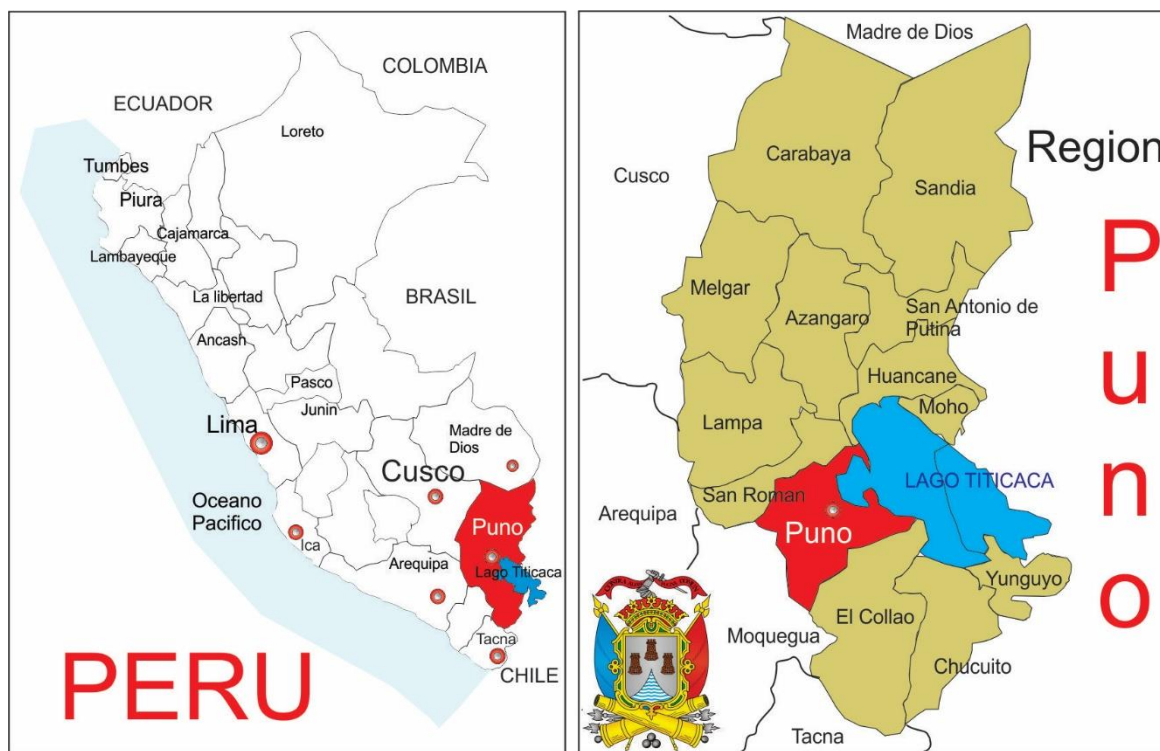 COLOMBIA
ECUADOR
Loreto
Tumbes
Piura
Cajamarca
Lambayeque
La libertad
BRASIL
Ancash
Pasco
Junin
Lima
Madre de
Dios
Cusco
Oceano
Pacifico
Ica
Puno
Arequipa
Lago Titicaca
Tacna
CHILE
PERU
Madre de Dios
Region
Carabaya
Cusco
Sandia
Puno
Melgar
Azangaro
San Antonio de
Putina
Huancane
Moho
Lampa
LAGO TITICACA
San Roman
Arequipa
Puno
Yunguyo
El Collao
Moquegua
Chucuito
Tacna